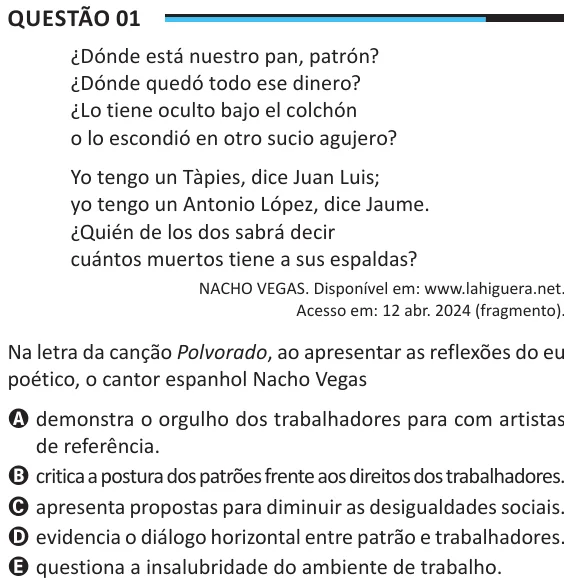 QUESTÃO 01
¿Dónde está nuestro pan, patrón?
¿Dónde quedó todo ese dinero?
¿Lo tiene oculto bajo el colchón
o lo escondió en otro sucio agujero?
Yo tengo un Tàpies, dice Juan Luis;
yo tengo un Antonio López, dice Jaume.
¿Quién de los dos sabrá decir
cuántos muertos tiene a sus espaldas?
NACHO VEGAS. Disponível em: www.lahiguera.net.
Acesso em: 12 abr. 2024 (fragmento).
Na letra da canção Polvorado, ao apresentar as reflexões do eu
poético, o cantor espanhol Nacho Vegas
A demonstra o orgulho dos trabalhadores para com artistas
de referência.
B critica a postura dos patrões frente aos direitos dos trabalhadores.
C apresenta propostas para diminuir as desigualdades sociais.
D evidencia o diálogo horizontal entre patrão e trabalhadores.
E questiona a insalubridade do ambiente de trabalho.